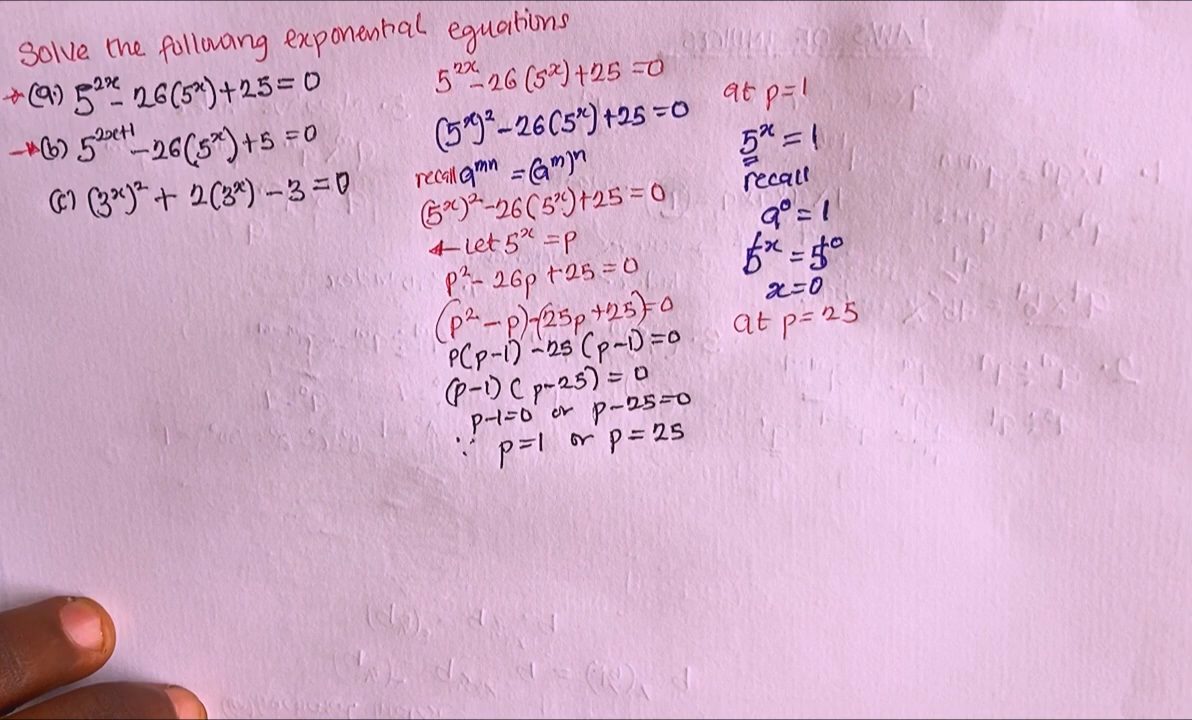 Solve the following exponential equations
(a) 5^{2x} - 26(5^x) + 25 = 0
(b) 5^{2x+1} - 26(5^x) + 5 = 0
(c) (3^x)^2 + 2(3^x) - 3 = 0
5^{2x} - 26(5^x) + 25 = 0
(5^x)^2 - 26(5^x) + 25 = 0
recall a^{mn} = (a^m)^n
(5^x)^2 - 26(5^x) + 25 = 0
Let 5^x = p
p^2 - 26p + 25 = 0
(p^2 - p) - (25p + 25) = 0
p(p-1) - 25(p-1) = 0
(p-1)(p-25) = 0
p-1=0 or p-25=0
∵ p=1 or p=25
at p=1
5^x = 1
recall
a^0 = 1
5^x = 5^0
x=0
at p=25